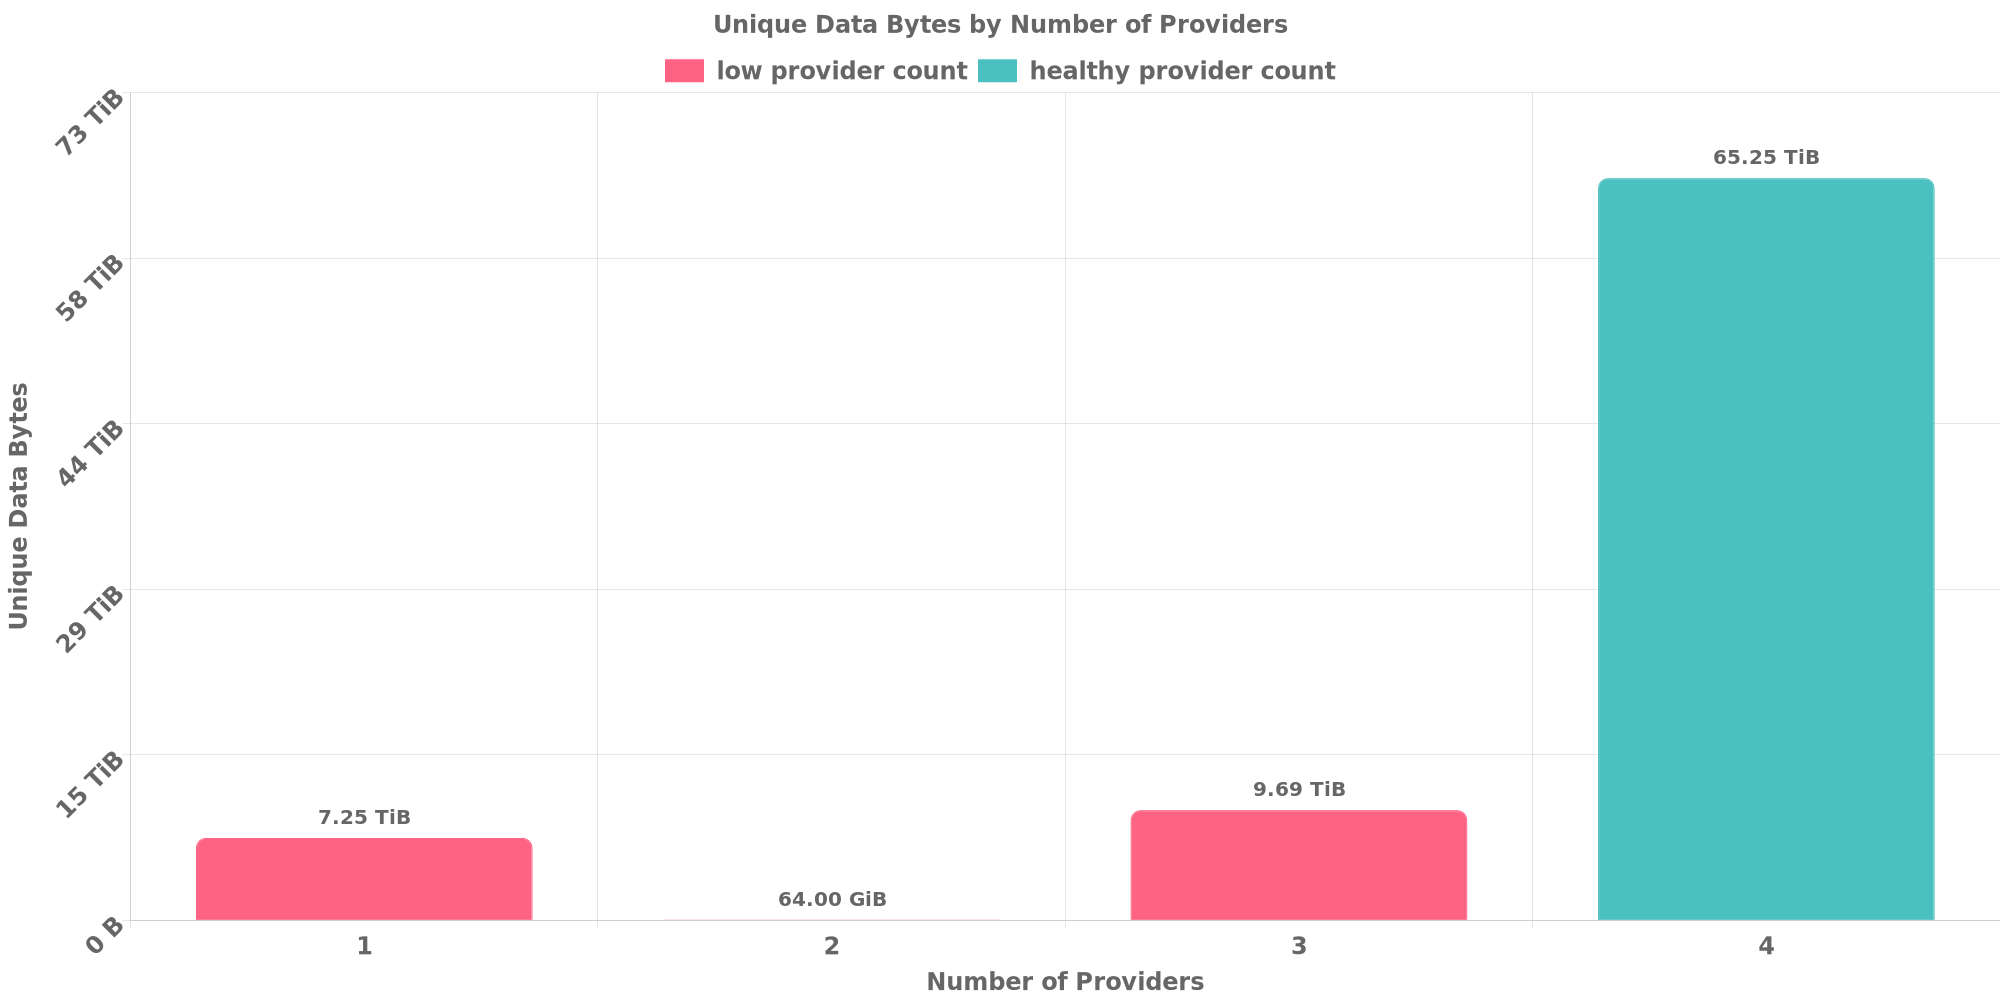 Unique Data Bytes by Number of Providers
low provider count
healthy provider count
73 TiB
58 TiB
44 TiB
29 TiB
15 TiB
0 B
Unique Data Bytes
7.25 TiB
64.00 GiB
9.69 TiB
65.25 TiB
1
2
3
4
Number of Providers